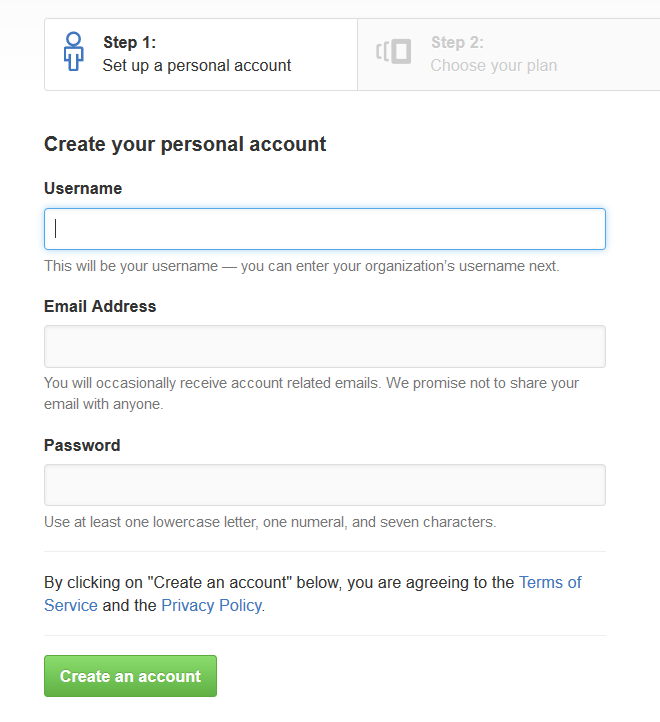 Step 1:
Set up a personal account
Step 2:
Choose your plan
Create your personal account
Username
This will be your username — you can enter your organization’s username next.
Email Address
You will occasionally receive account related emails. We promise not to share your
email with anyone.
Password
Use at least one lowercase letter, one numeral, and seven characters.
By clicking on "Create an account" below, you are agreeing to the Terms of
Service and the Privacy Policy.
Create an account